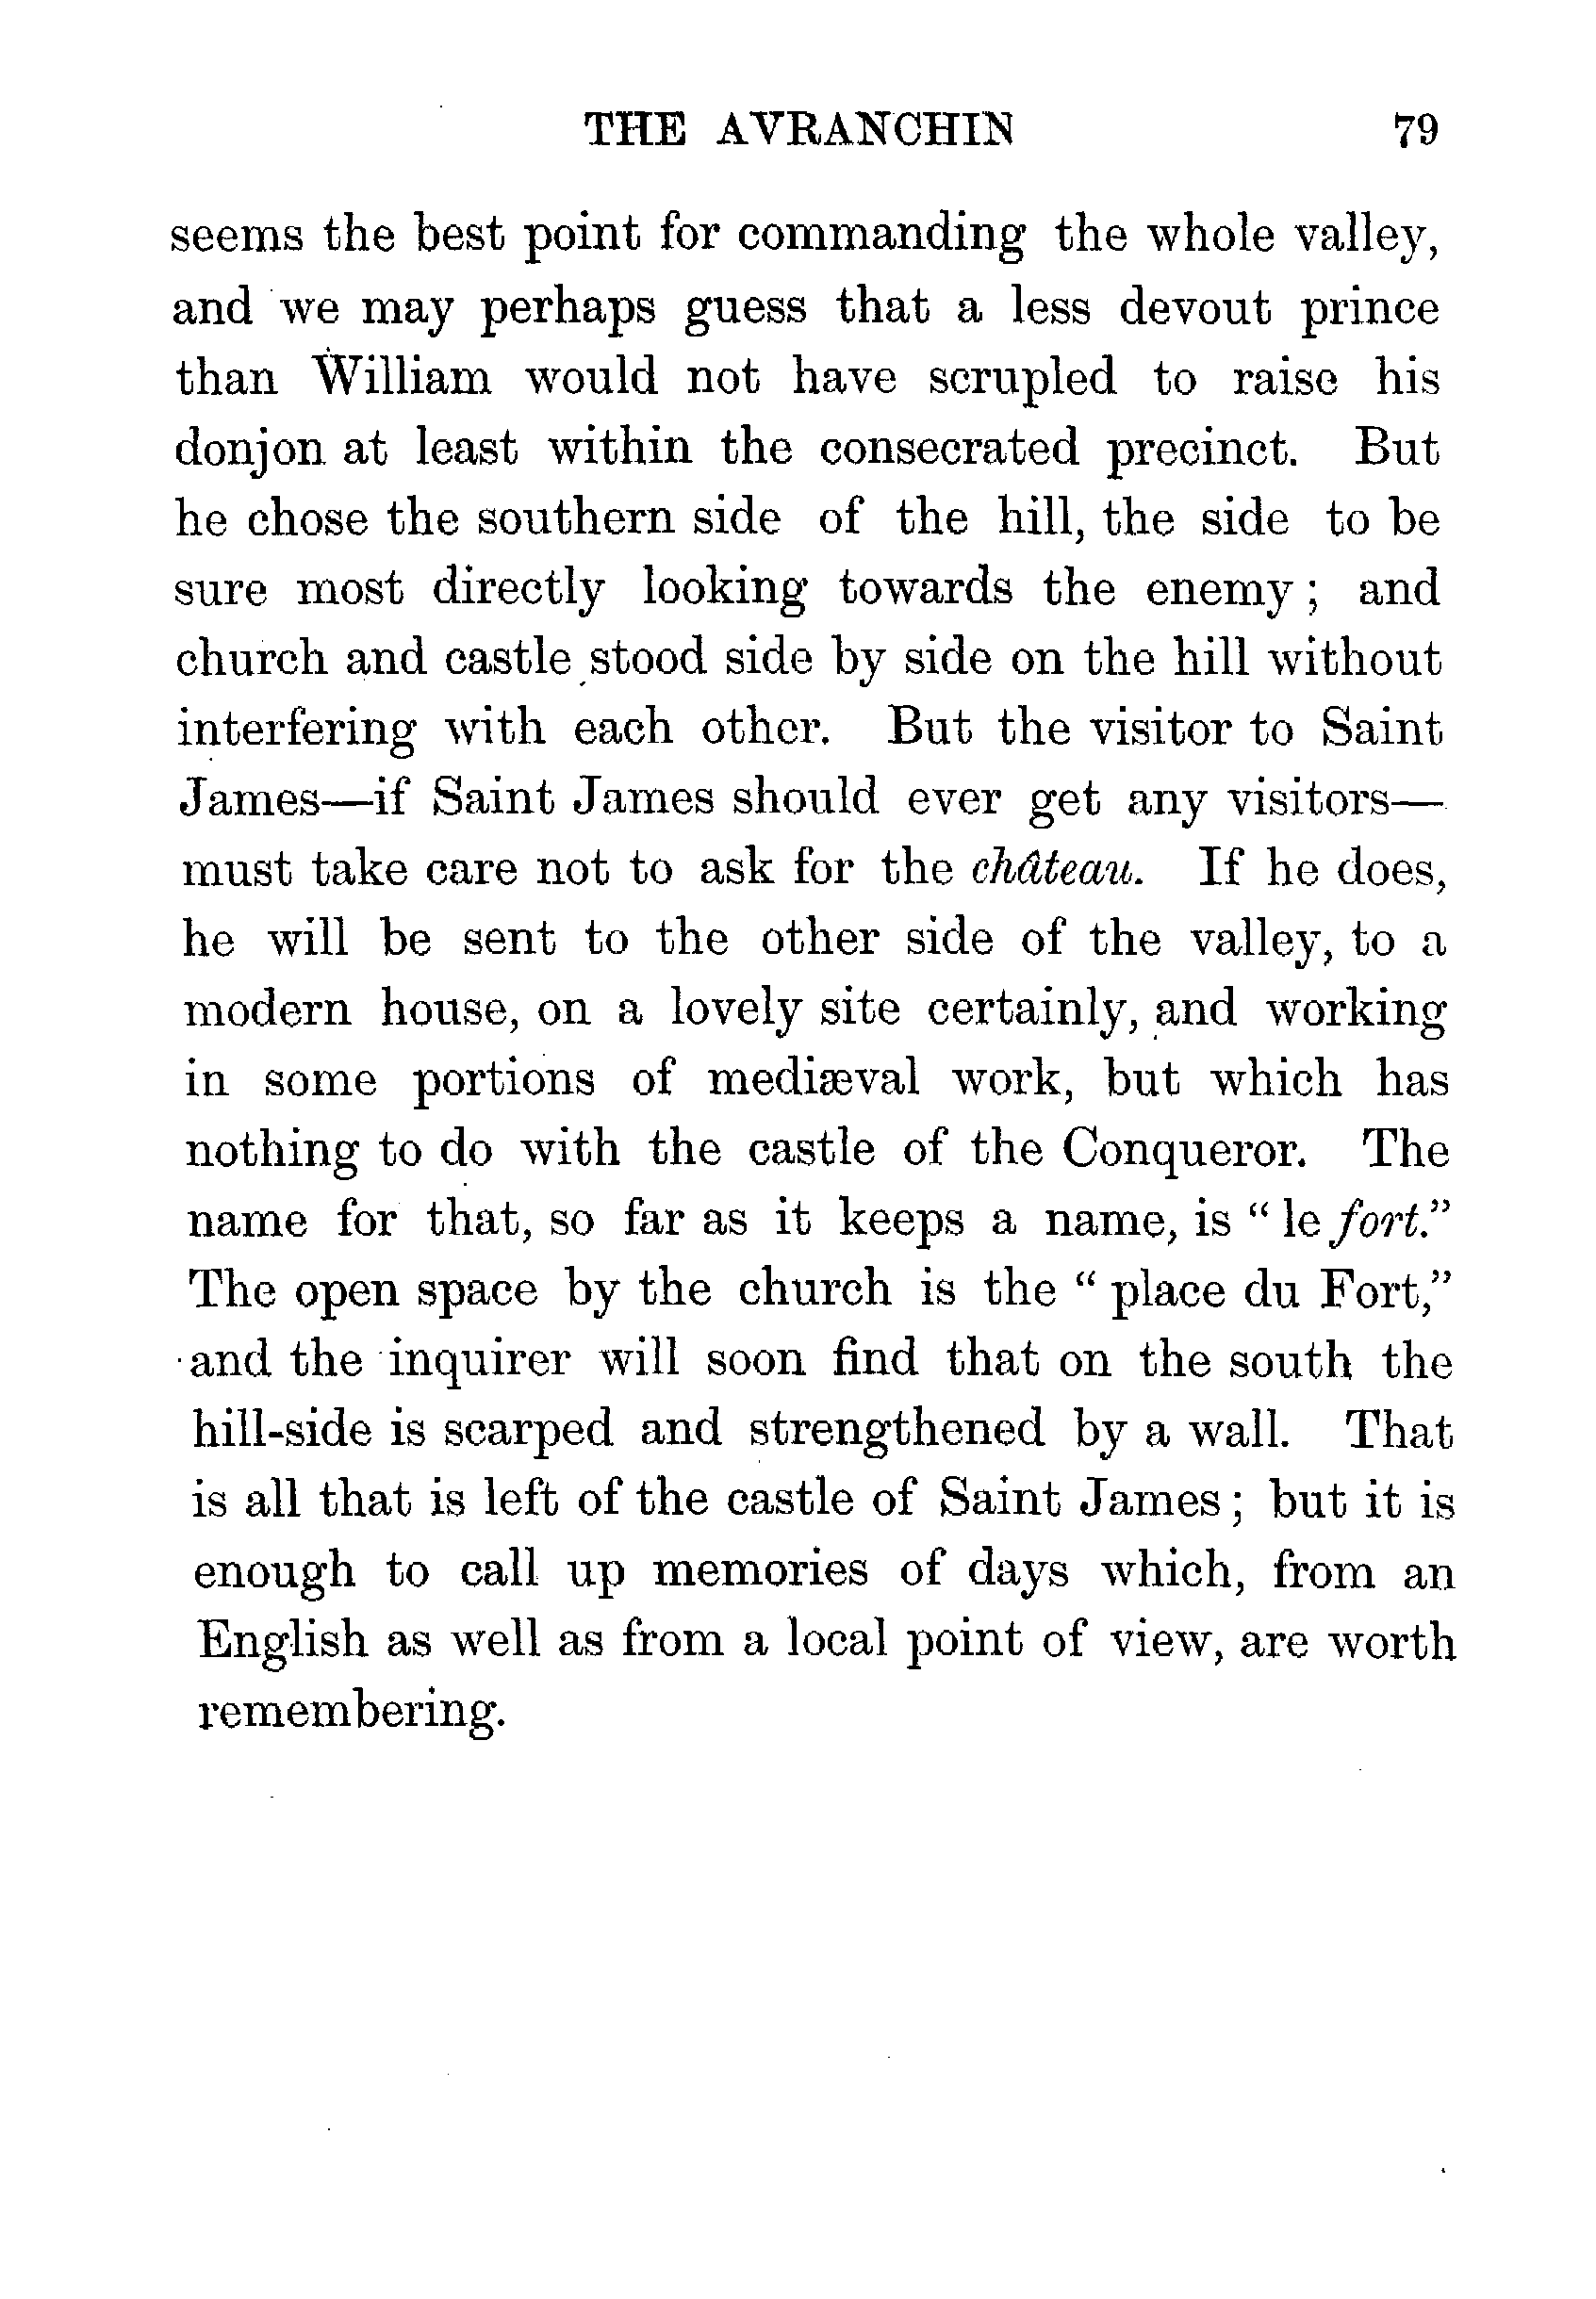 THE AVRANCHIN 79
seems the best point for commanding the whole valley,
and we may perhaps guess that a less devout prince
than William would not have scrupled to raise his
donjon at least within the consecrated precinct. But
he chose the southern side of the hill, the side to be
sure most directly looking towards the enemy; and
church and castle stood side by side on the hill without
interfering with each other. But the visitor to Saint
James—if Saint James should ever get any visitors—
must take care not to ask for the château. If he does,
he will be sent to the other side of the valley, to a
modern house, on a lovely site certainly, and working
in some portions of mediæval work, but which has
nothing to do with the castle of the Conqueror. The
name for that, so far as it keeps a name, is “le fort.”
The open space by the church is the “place du Fort,”
and the inquirer will soon find that on the south the
hill-side is scarped and strengthened by a wall. That
is all that is left of the castle of Saint James; but it is
enough to call up memories of days which, from an
English as well as from a local point of view, are worth
remembering.